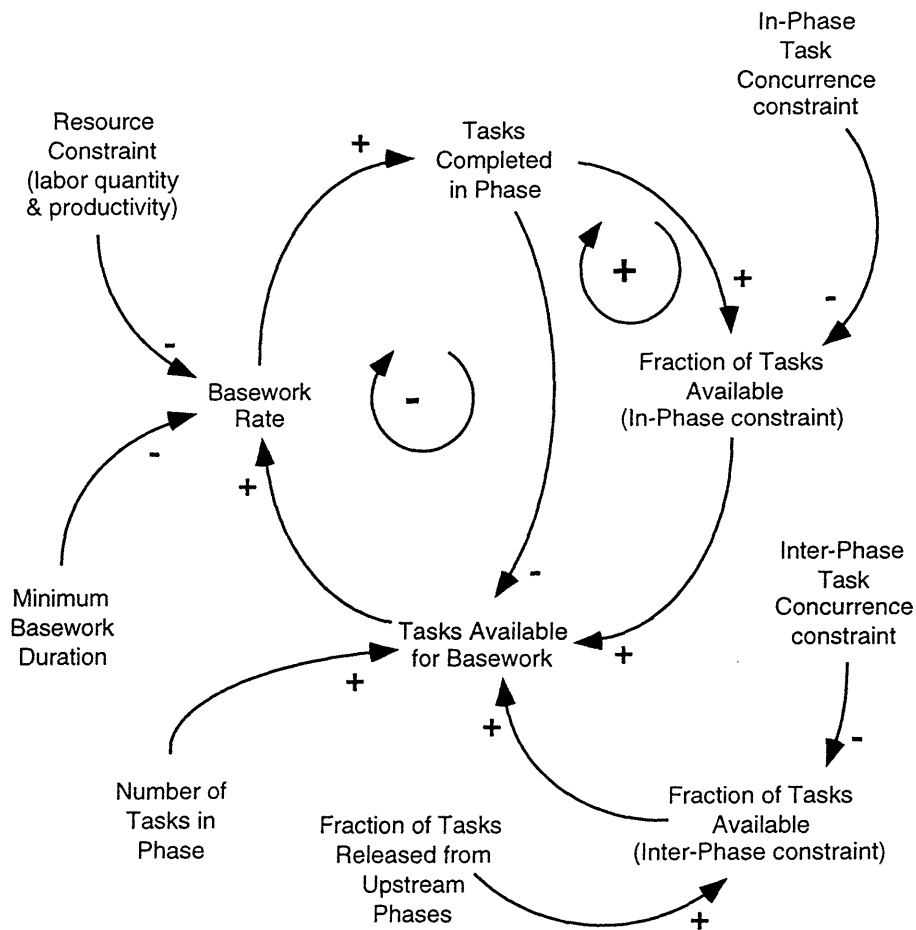 In-Phase
Task
Concurrence
constraint
Resource
Constraint
(labor quantity
& productivity)
+
Tasks
Completed
in Phase
+
+
-
-
Fraction of Tasks
Available
(In-Phase constraint)
Basework
Rate
-
-
+
Inter-Phase
Task
Concurrence
constraint
-
Minimum
Basework
Duration
Tasks Available
for Basework
+
+
+
-
Number of
Tasks in
Phase
Fraction of Tasks
Available
(Inter-Phase constraint)
Fraction of Tasks
Released from
Upstream
Phases
+